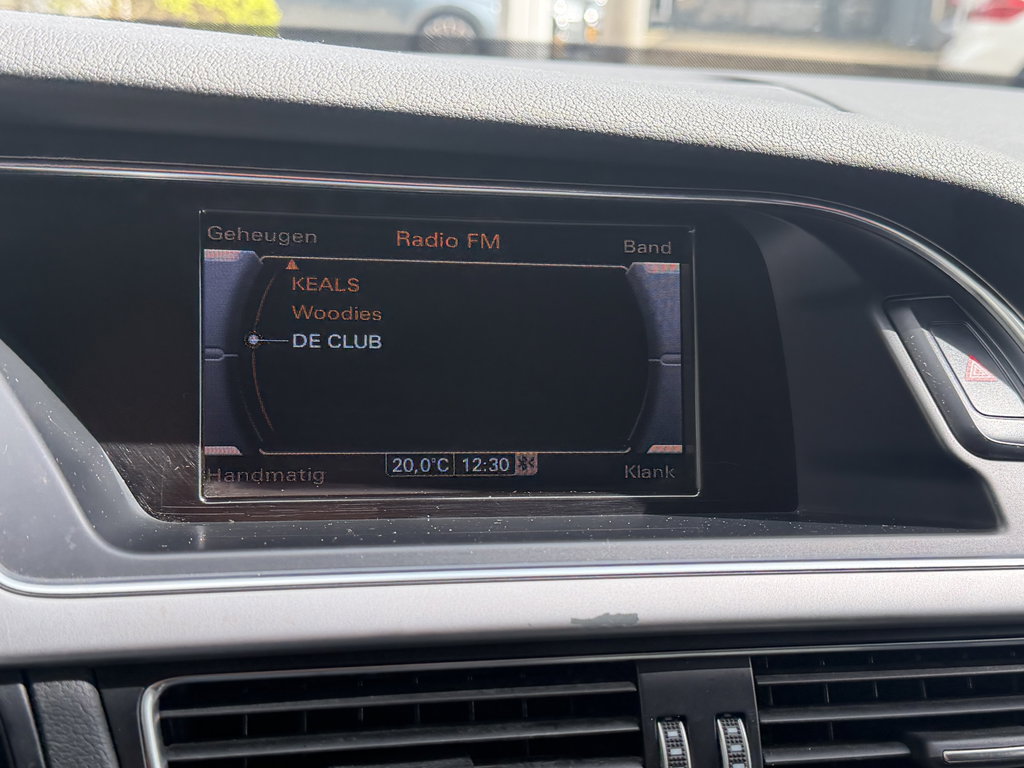 Geheugen Radio FM Band
KEALS
Woodies
DE CLUB
Handmatig 20,0°C 12:30 Klank